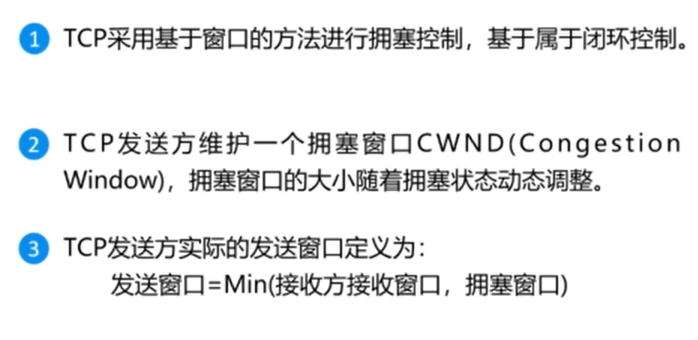 1 TCP采用基于窗口的方法进行拥塞控制，基于属于闭环控制。
2 TCP发送方维护一个拥塞窗口CWND(Congestion
Window)，拥塞窗口的大小随着拥塞状态动态调整。
3 TCP发送方实际的发送窗口定义为：
发送窗口=Min(接收方接收窗口，拥塞窗口)